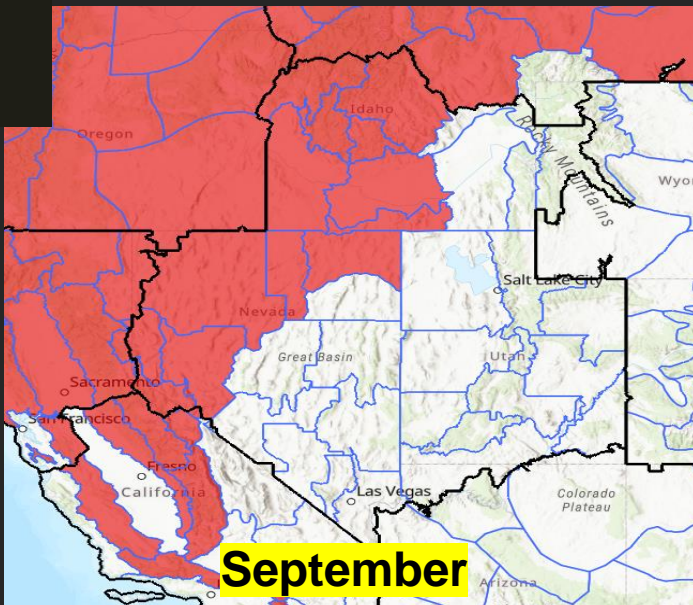 Idaho
Oregon
Rocky Mountains
Wyo
Salt Lake City
Nevada
Great Basin
Utah
Sacramento
San Francisco
Fresno
California
Las Vegas
Colorado
Plateau
September
Arizona